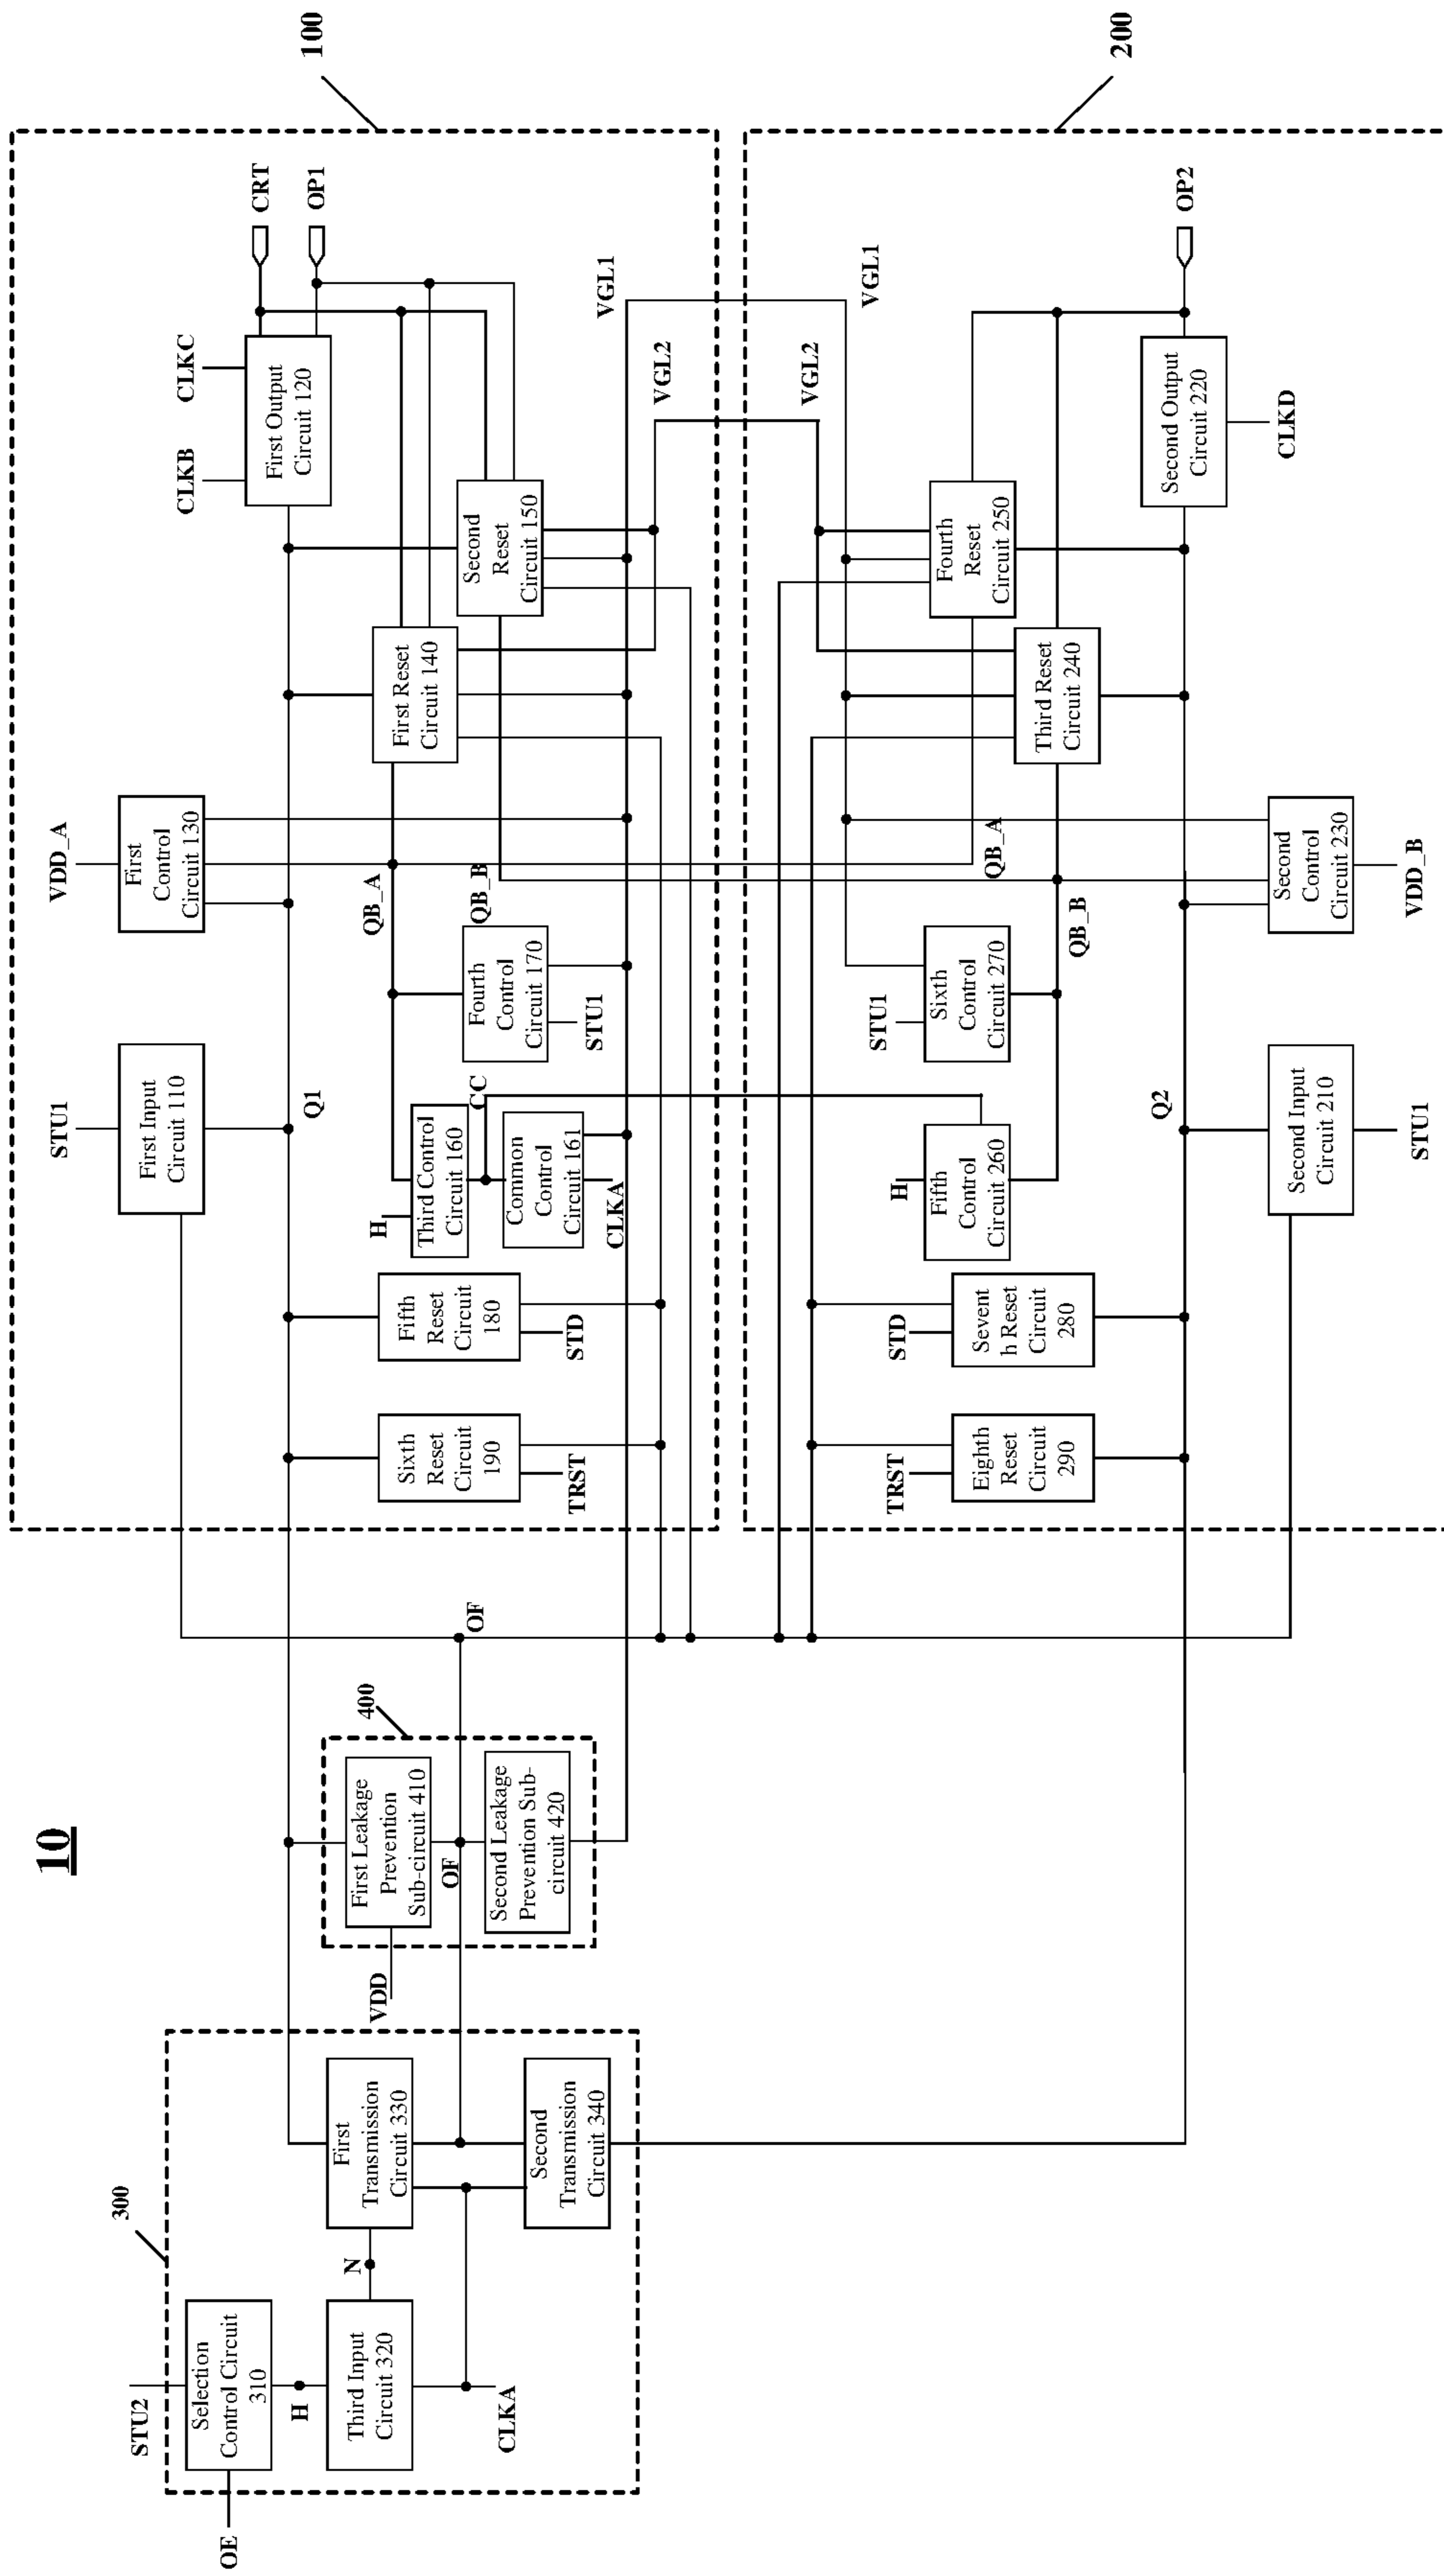 10
100
200
300
400
STU2
OE
Selection
Control Circuit
310
H
Third Input
Circuit 320
CLKA
N
First
Transmission
Circuit 330
Second
Transmission
Circuit 340
VDD
First Leakage
Prevention
Sub-circuit 410
OF
Second Leakage
Prevention Sub-
circuit 420
OF
Sixth
Reset
Circuit
190
TRST
Fifth
Reset
Circuit
180
STD
STU1
First Input
Circuit 110
Q1
H
Third Control
Circuit 160
CC
Common
Control
Circuit 161
CLKA
Fourth
Control
Circuit 170
STU1
VDD_A
First
Control
Circuit 130
QB_A
QB_B
First Reset
Circuit 140
Second
Reset
Circuit 150
CLKB
CLKC
First Output
Circuit 120
CRT
OP1
VGL1
VGL2
TRST
Eighth
Reset
Circuit
290
STD
Sevent
h Reset
Circuit
280
H
Fifth
Control
Circuit 260
Q2
Second Input
Circuit 210
STU1
STU1
Sixth
Control
Circuit 270
QB_A
QB_B
Second
Control
Circuit 230
VDD_B
Third Reset
Circuit 240
Fourth
Reset
Circuit 250
VGL2
VGL1
Second Output
Circuit 220
CLKD
OP2